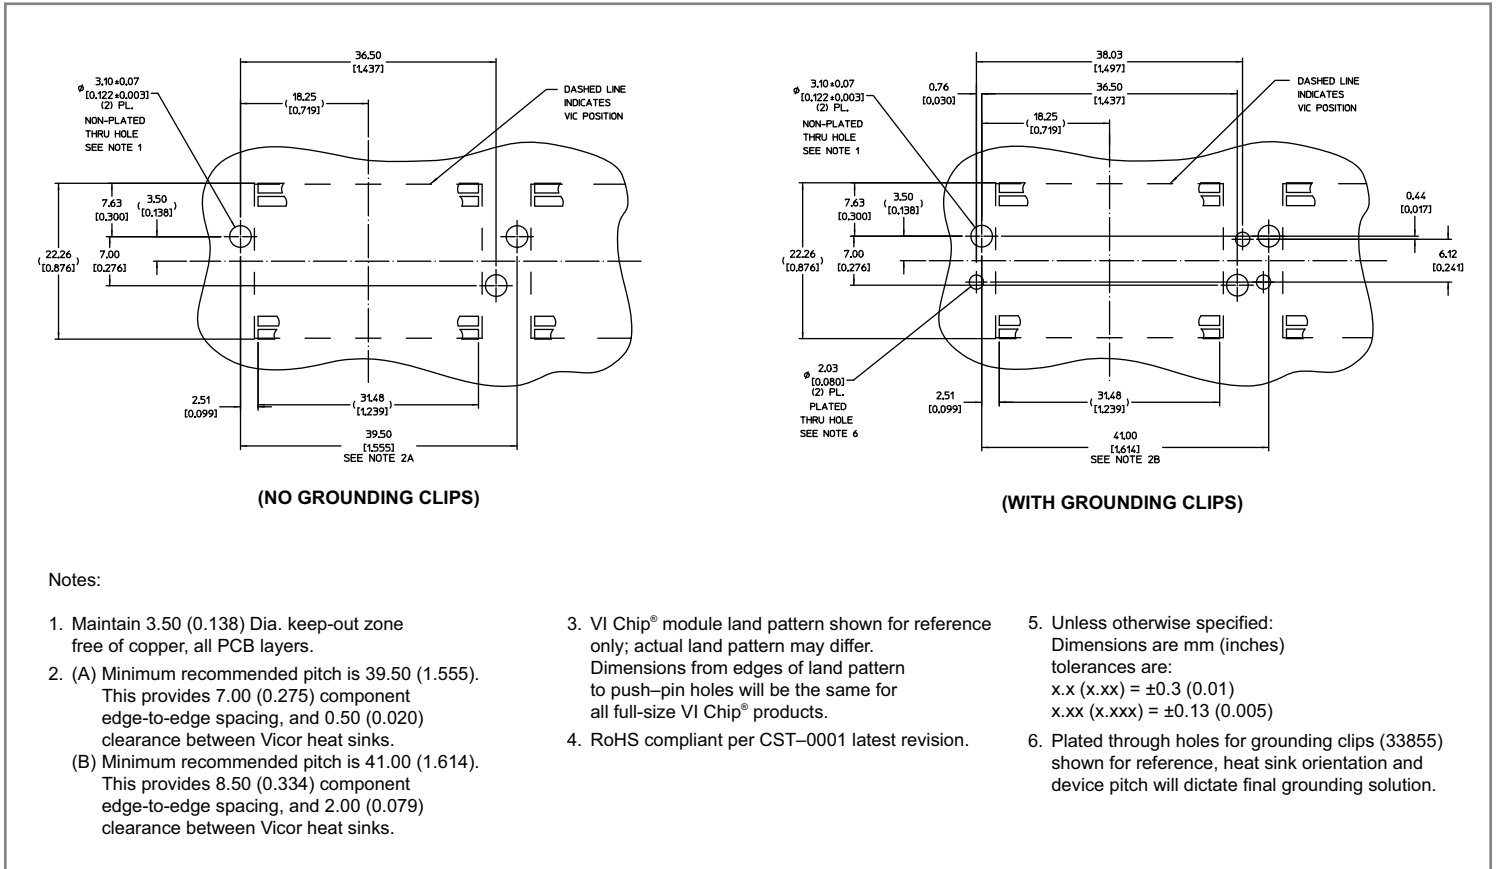 36.50
[1.437]
ø 3.10±0.07
[0.122±0.003]
(2) PL.
NON-PLATED
THRU HOLE
SEE NOTE 1
(18.25)
[0.719]
DASHED LINE
INDICATES
VIC POSITION
7.63
[0.300]
(3.50)
[0.138]
(22.26)
[0.876]
7.00
[0.276]
2.51
[0.099]
(31.48)
[1.239]
39.50
[1.555]
SEE NOTE 2A
(NO GROUNDING CLIPS)
38.03
[1.497]
ø 3.10±0.07
[0.122±0.003]
(2) PL.
NON-PLATED
THRU HOLE
SEE NOTE 1
0.76
[0.030]
36.50
[1.437]
(18.25)
[0.719]
DASHED LINE
INDICATES
VIC POSITION
7.63
[0.300]
(3.50)
[0.138]
0.44
[0.017]
(22.26)
[0.876]
7.00
[0.276]
6.12
[0.241]
ø 2.03
[0.080]
(2) PL.
PLATED
THRU HOLE
SEE NOTE 6
2.51
[0.099]
(31.48)
[1.239]
41.00
[1.614]
SEE NOTE 2B
(WITH GROUNDING CLIPS)
Notes:
1. Maintain 3.50 (0.138) Dia. keep-out zone
free of copper, all PCB layers.
2. (A) Minimum recommended pitch is 39.50 (1.555).
This provides 7.00 (0.275) component
edge-to-edge spacing, and 0.50 (0.020)
clearance between Vicor heat sinks.
(B) Minimum recommended pitch is 41.00 (1.614).
This provides 8.50 (0.334) component
edge-to-edge spacing, and 2.00 (0.079)
clearance between Vicor heat sinks.
3. VI Chip® module land pattern shown for reference
only; actual land pattern may differ.
Dimensions from edges of land pattern
to push–pin holes will be the same for
all full-size VI Chip® products.
4. RoHS compliant per CST–0001 latest revision.
5. Unless otherwise specified:
Dimensions are mm (inches)
tolerances are:
x.x (x.xx) = ±0.3 (0.01)
x.xx (x.xxx) = ±0.13 (0.005)
6. Plated through holes for grounding clips (33855)
shown for reference, heat sink orientation and
device pitch will dictate final grounding solution.